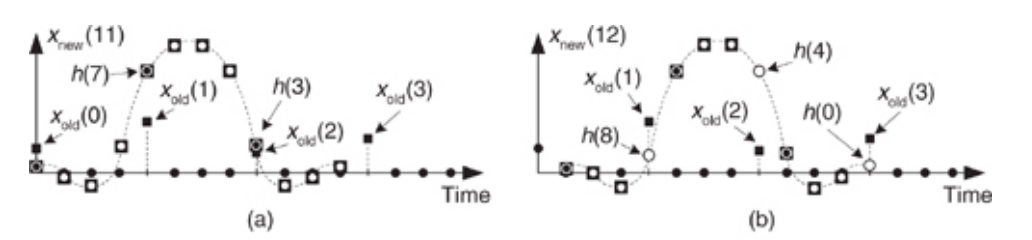 x_new(11)
h(7)
x_old(1)
h(3)
x_old(3)
x_old(0)
x_old(2)
Time
(a)
x_new(12)
h(4)
x_old(1)
x_old(2)
h(0)
x_old(3)
h(8)
Time
(b)